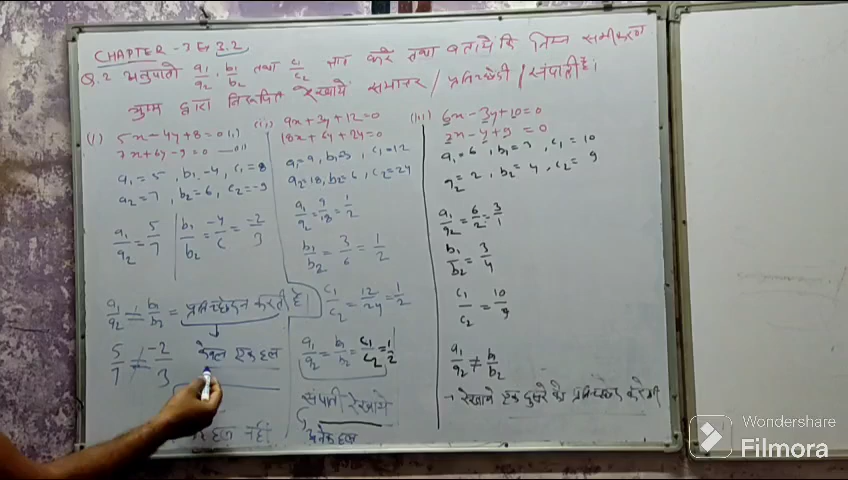 CHAPTER - 3 Ex 3.2
Q.2 अनुपातो a1/a2, b1/b2 तथा c1/c2 ज्ञात करे तथा बताये कि निम्न समीकरण
युग्म द्वारा निरूपित रेखायें समान्तर / प्रतिच्छेदी / संपाती है।
(i) 5x - 4y + 8 = 0 (i)
7x + 6y - 9 = 0 (ii)
a1 = 5, b1 = -4, c1 = 8
a2 = 7, b2 = 6, c2 = -9
a1/a2 = 5/7
b1/b2 = -4/6 = -2/3
a1/a2 ≠ b1/b2 = प्रतिच्छेदन करती है।
5/7 ≠ -2/3 केवल एक हल
हल नहीं
(ii) 9x + 3y + 12 = 0
18x + 6y + 24 = 0
a1 = 9, b1 = 3, c1 = 12
a2 = 18, b2 = 6, c2 = 24
a1/a2 = 9/18 = 1/2
b1/b2 = 3/6 = 1/2
c1/c2 = 12/24 = 1/2
a1/a2 = b1/b2 = c1/c2 = 1/2
संपाती रेखायें
अनेक हल
(iii) 6x - 3y + 10 = 0
2x - y + 9 = 0
a1 = 6, b1 = 3, c1 = 10
a2 = 2, b2 = 4, c2 = 9
a1/a2 = 6/2 = 3/1
b1/b2 = 3/4
c1/c2 = 10/9
a1/a2 ≠ b1/b2
- रेखाये एक दुसरे को प्रतिच्छेद करेगी
Wondershare
Filmora